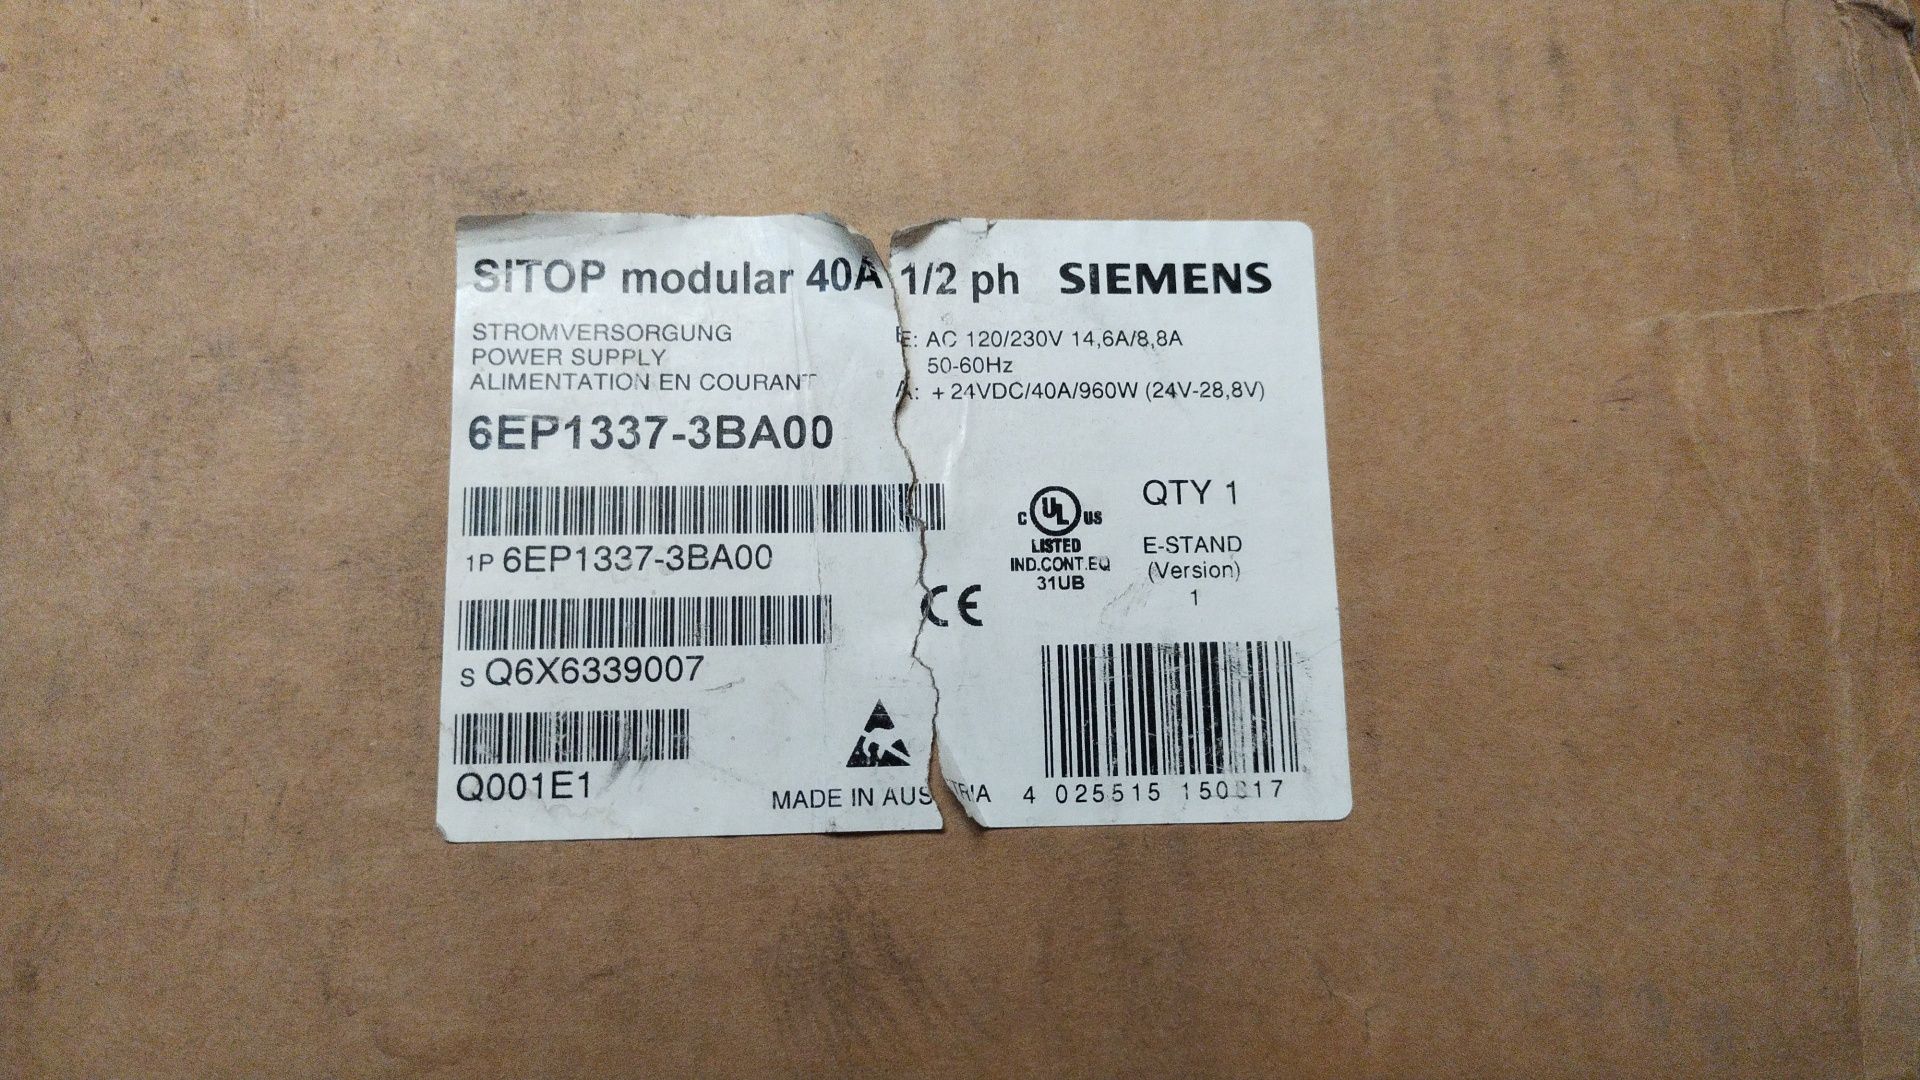 SITOP modular 40A 1/2 ph SIEMENS
STROMVERSORGUNG
POWER SUPPLY
ALIMENTATION EN COURANT
E: AC 120/230V 14,6A/8,8A
50-60Hz
A: +24VDC/40A/960W (24V-28,8V)
6EP1337-3BA00
1P 6EP1337-3BA00
S Q6X6339007
Q001E1
C UL US
LISTED
IND.CONT.EQ
31UB
QTY 1
E-STAND
(Version)
1
CE
MADE IN AUSTRIA
4 025515